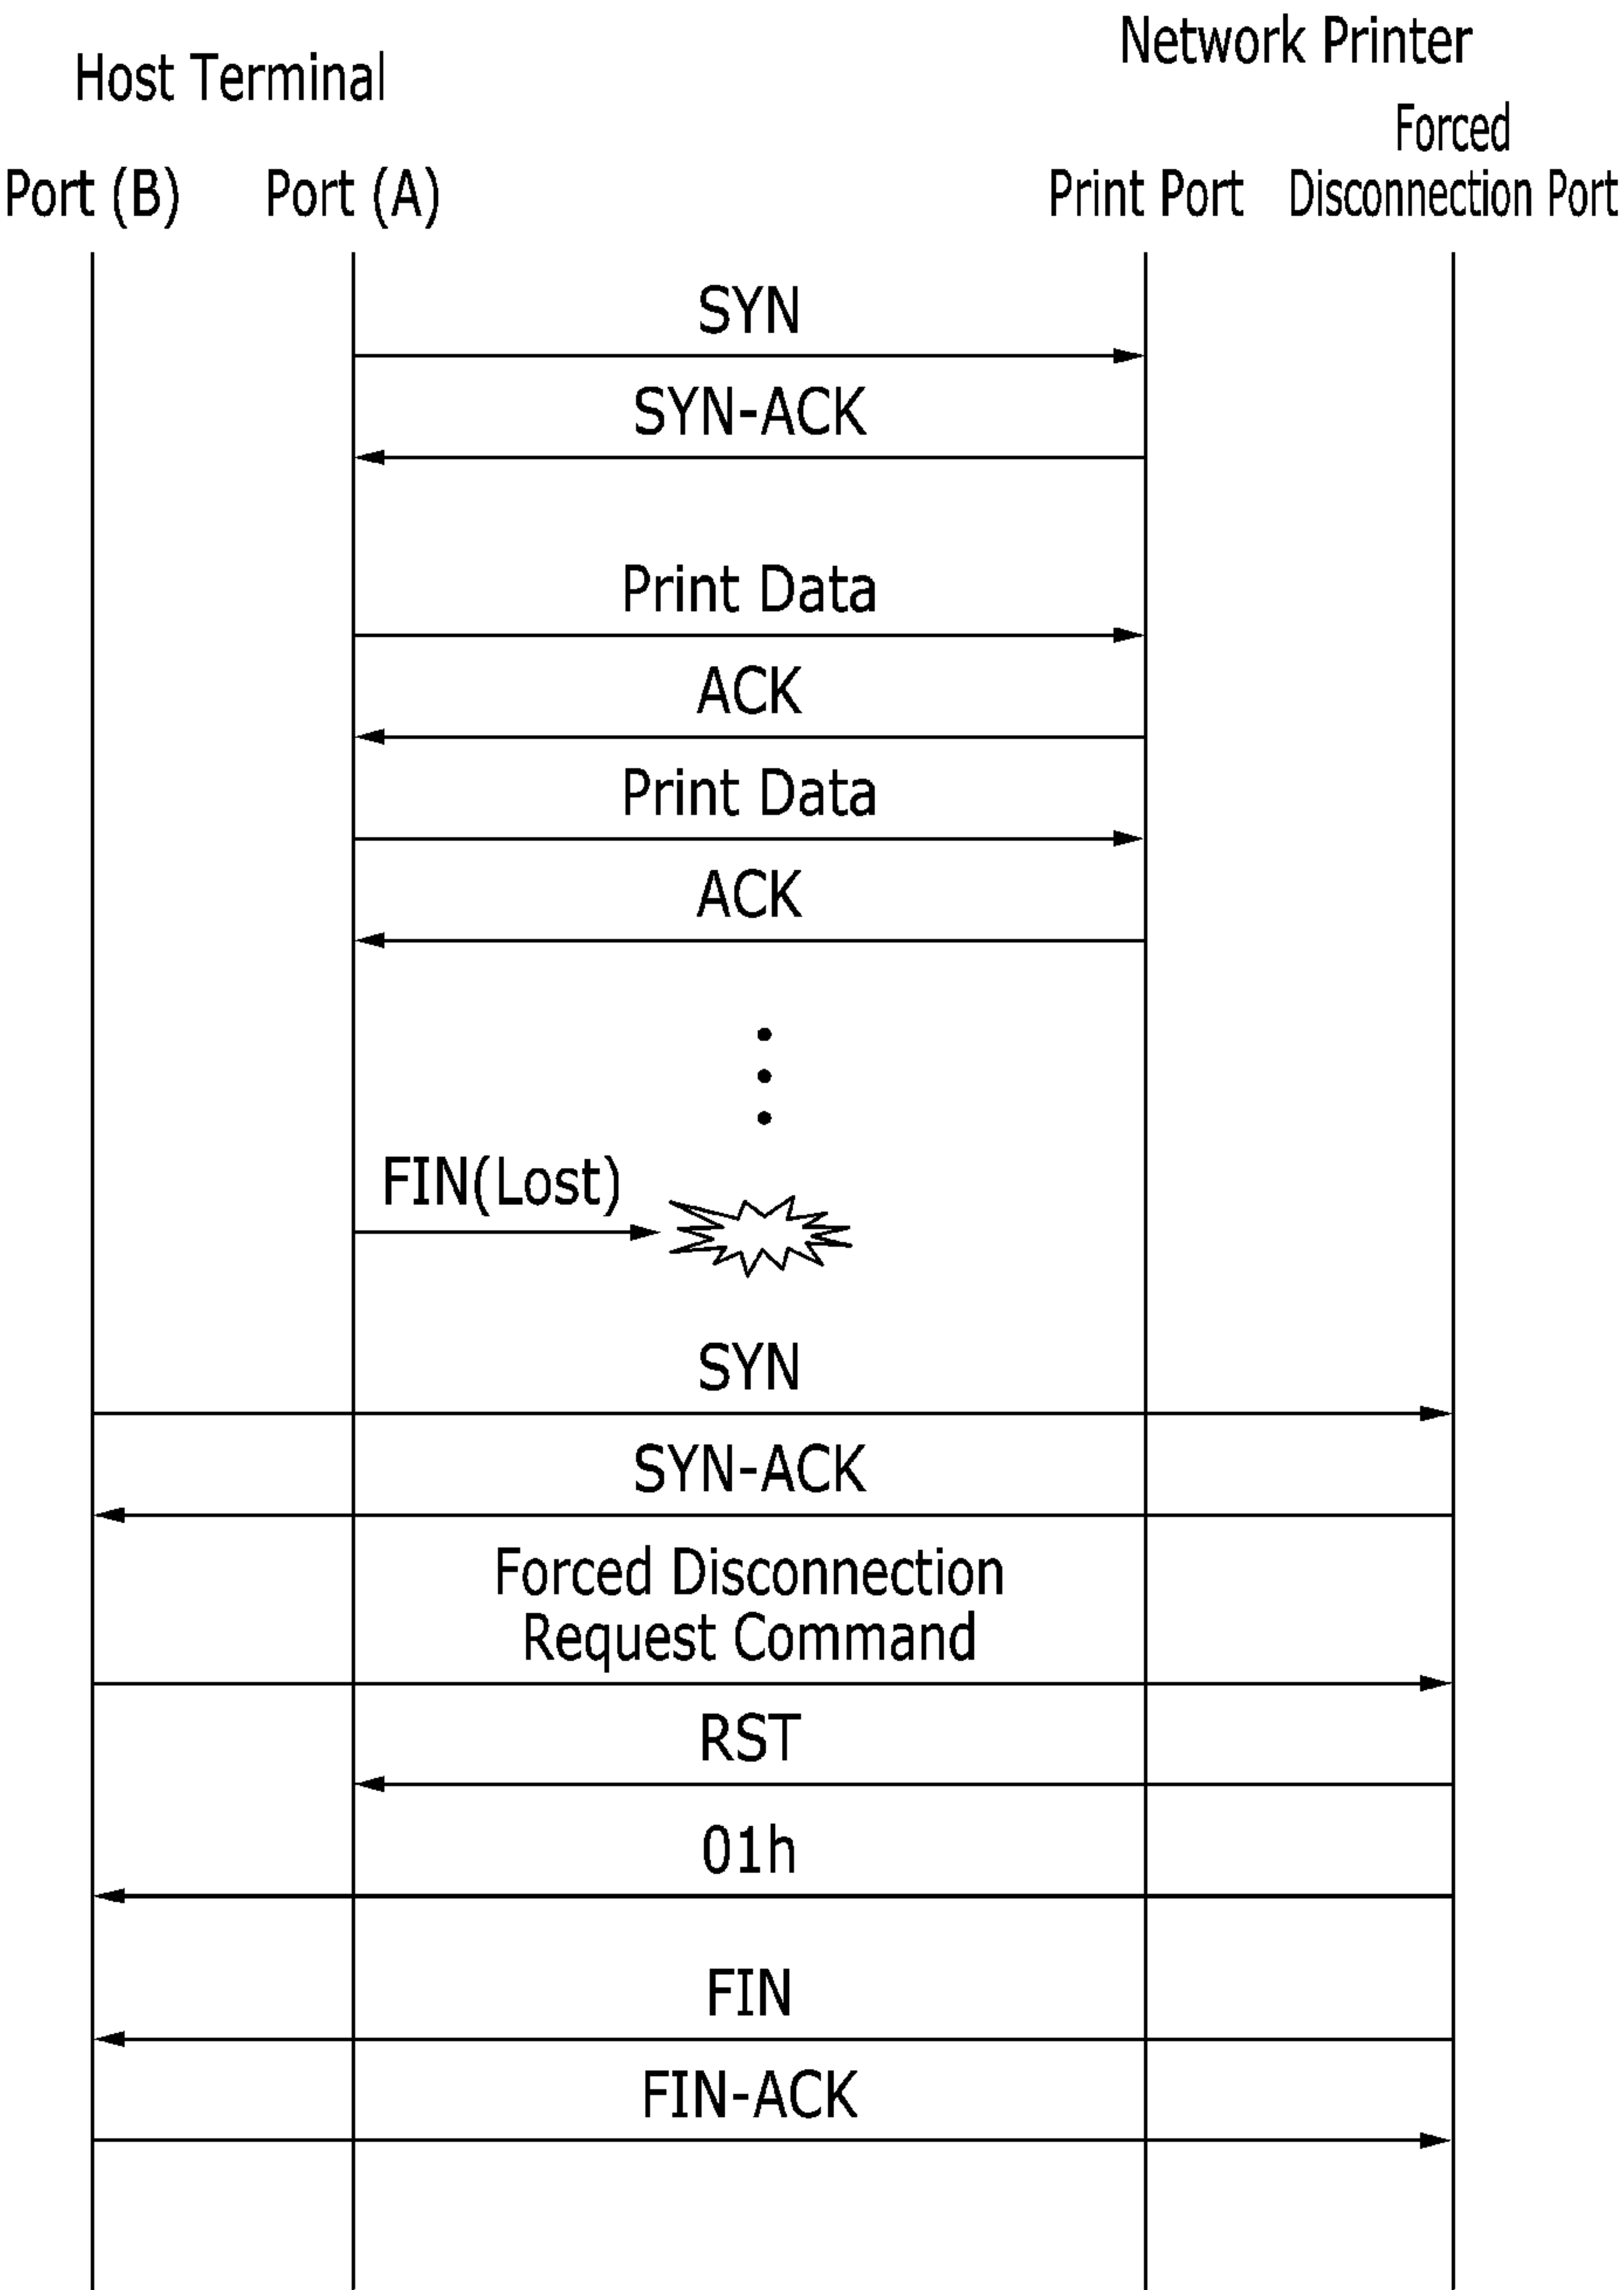 Network Printer
Host Terminal
Forced
Port (B) Port (A) Print Port Disconnection Port
SYN
SYN-ACK
Print Data
ACK
Print Data
ACK
FIN(Lost)
SYN
SYN-ACK
Forced Disconnection
Request Command
RST
01h
FIN
FIN-ACK